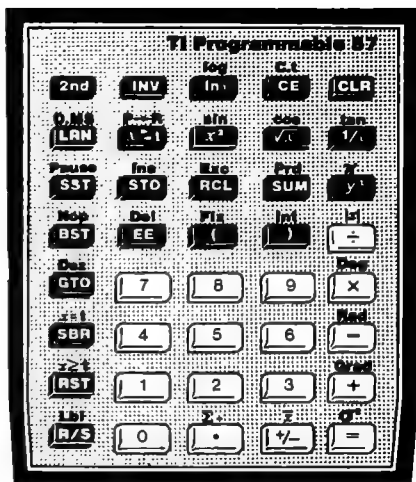 TI Programmable 57
log C.t
2nd INV lnx CE CLR
D.MS P→R sin cos tan
LRN x⇄t x² √x 1/x
Pause Ins Exc Prd
SST STO RCL SUM yˣ
Nop Del Fix Int |x|
BST EE ( ) ÷
Dsz Deg
GTO 7 8 9 ×
x=t Rad
SBR 4 5 6 −
x≥t Grad
RST 1 2 3 +
Lbl Σ+ x̄ σ²
R/S 0 . +/− =